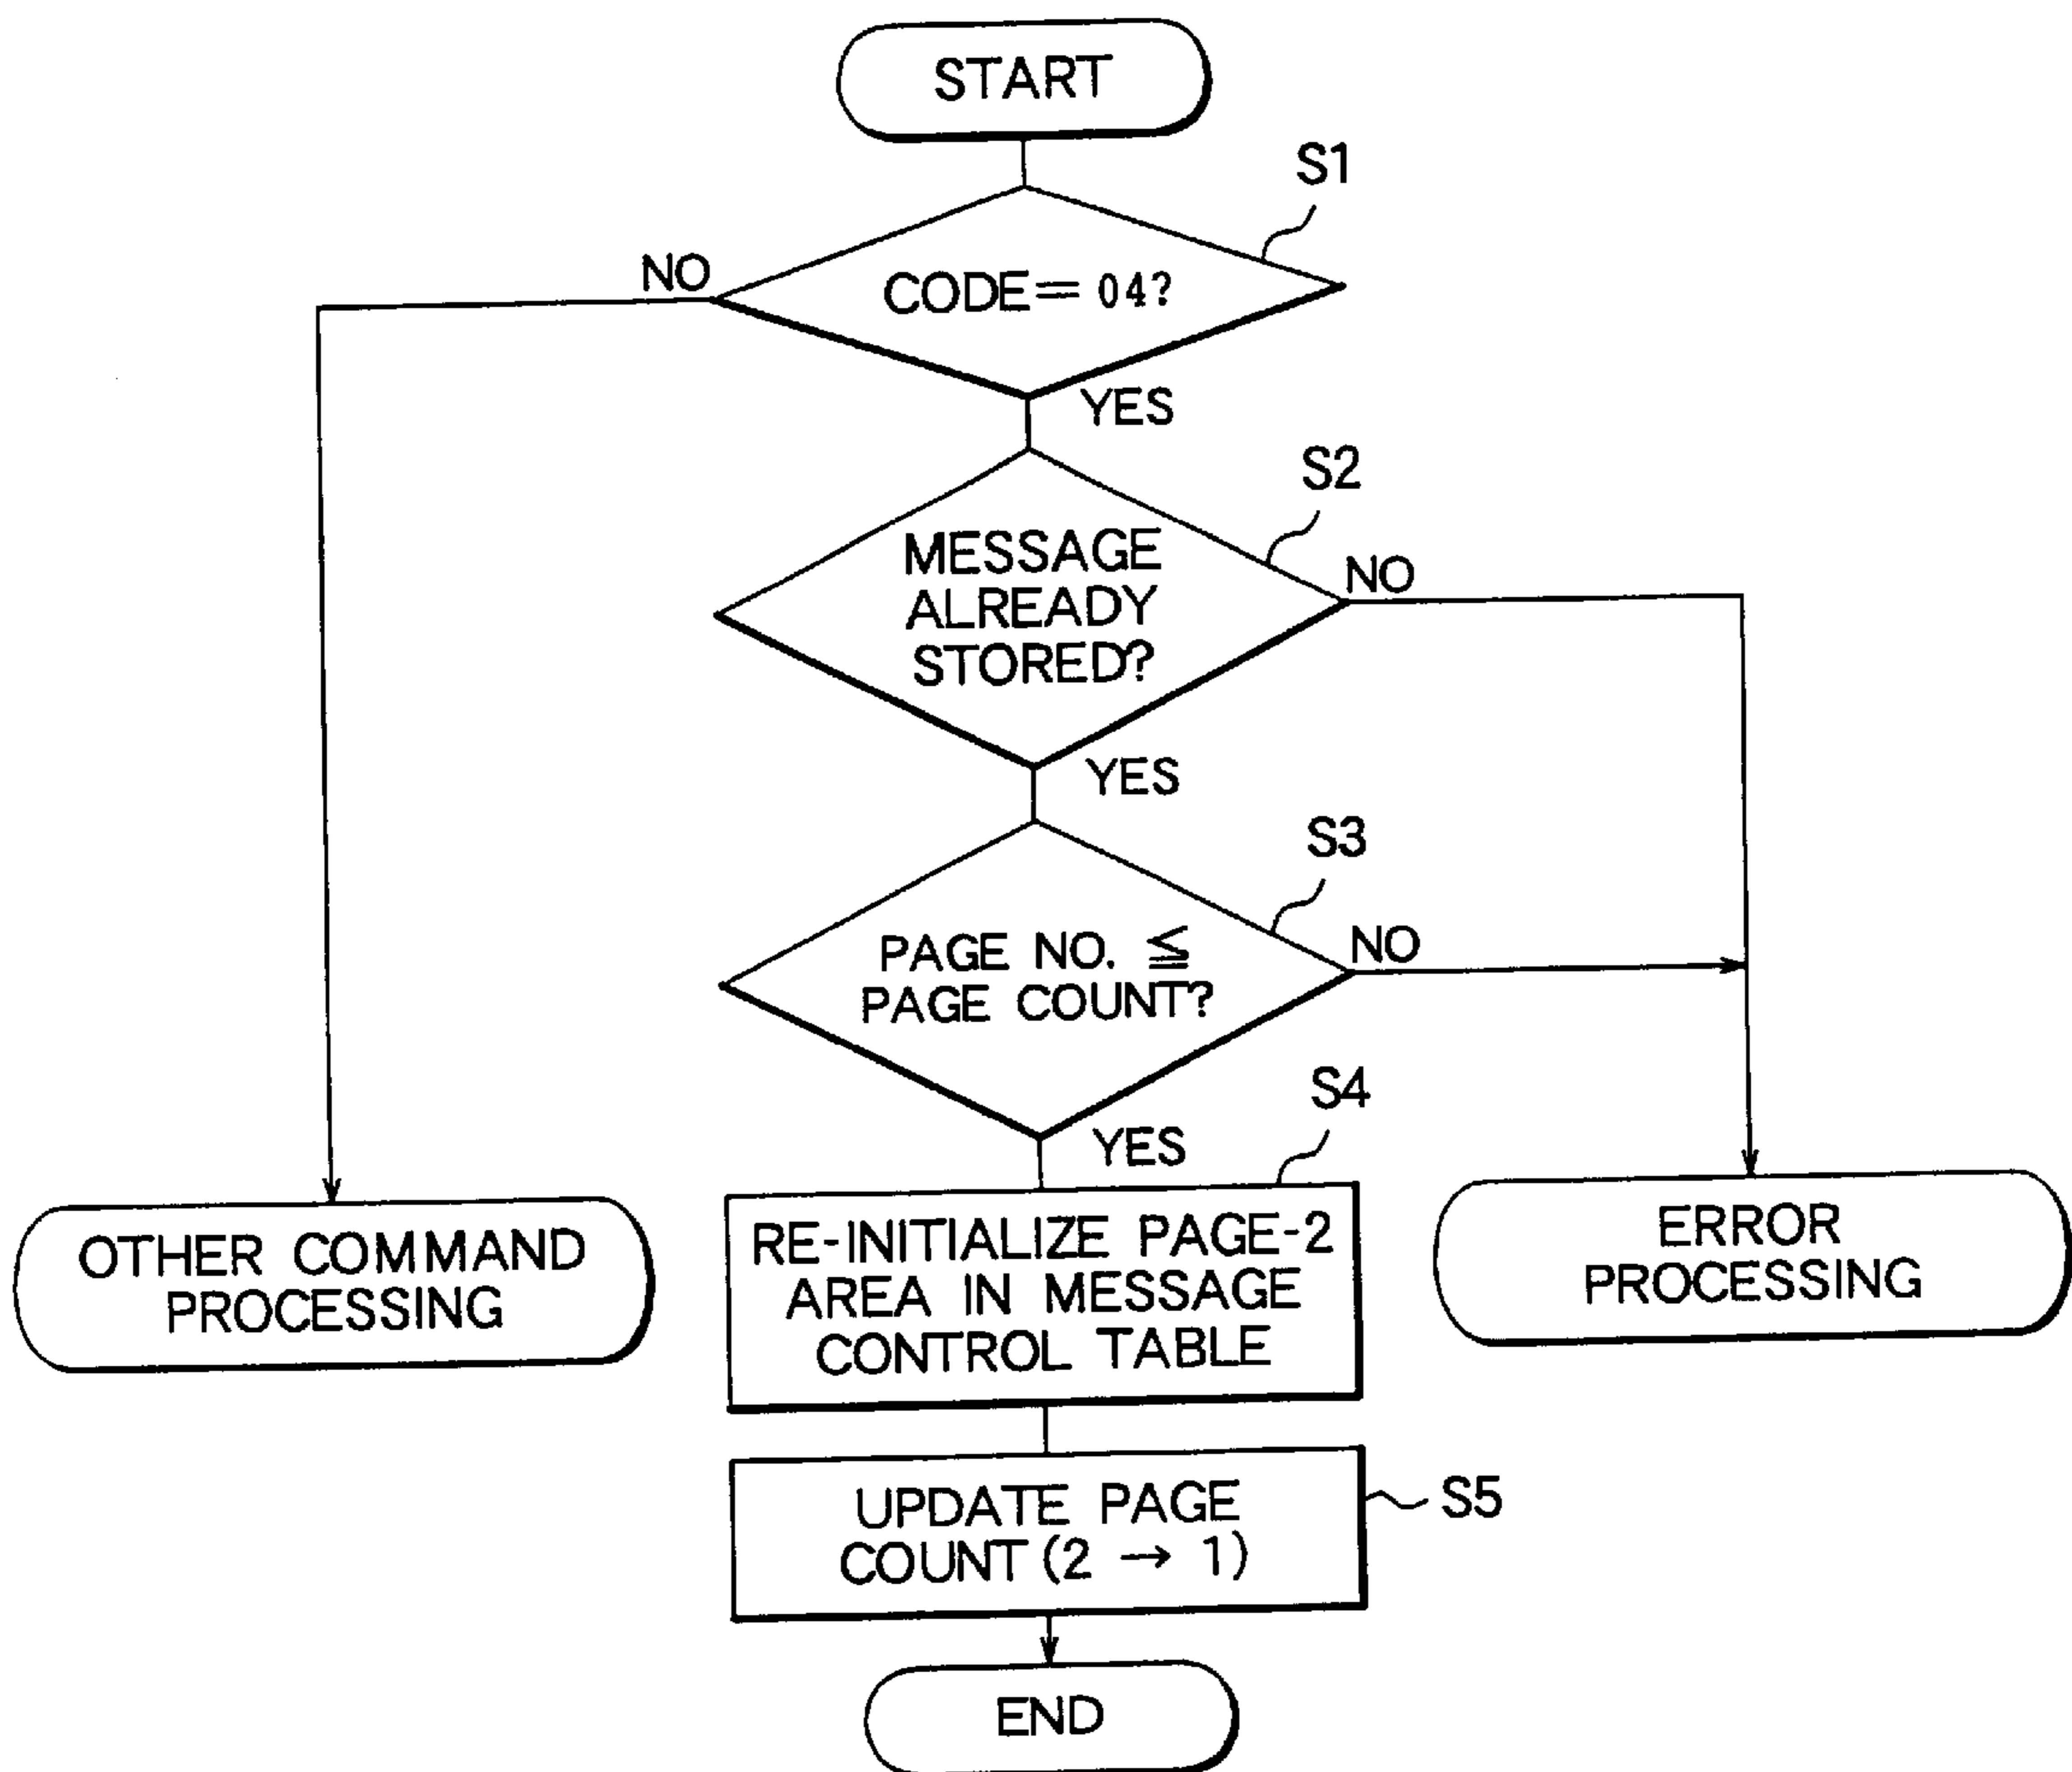 START
S1
NO
CODE= 04?
YES
S2
MESSAGE
NO
ALREADY
STORED?
YES
S3
PAGE NO. ≦
NO
PAGE COUNT?
S4
YES
OTHER COMMAND
PROCESSING
RE-INITIALIZE PAGE-2
AREA IN MESSAGE
CONTROL TABLE
ERROR
PROCESSING
UPDATE PAGE
COUNT (2 → 1)
S5
END